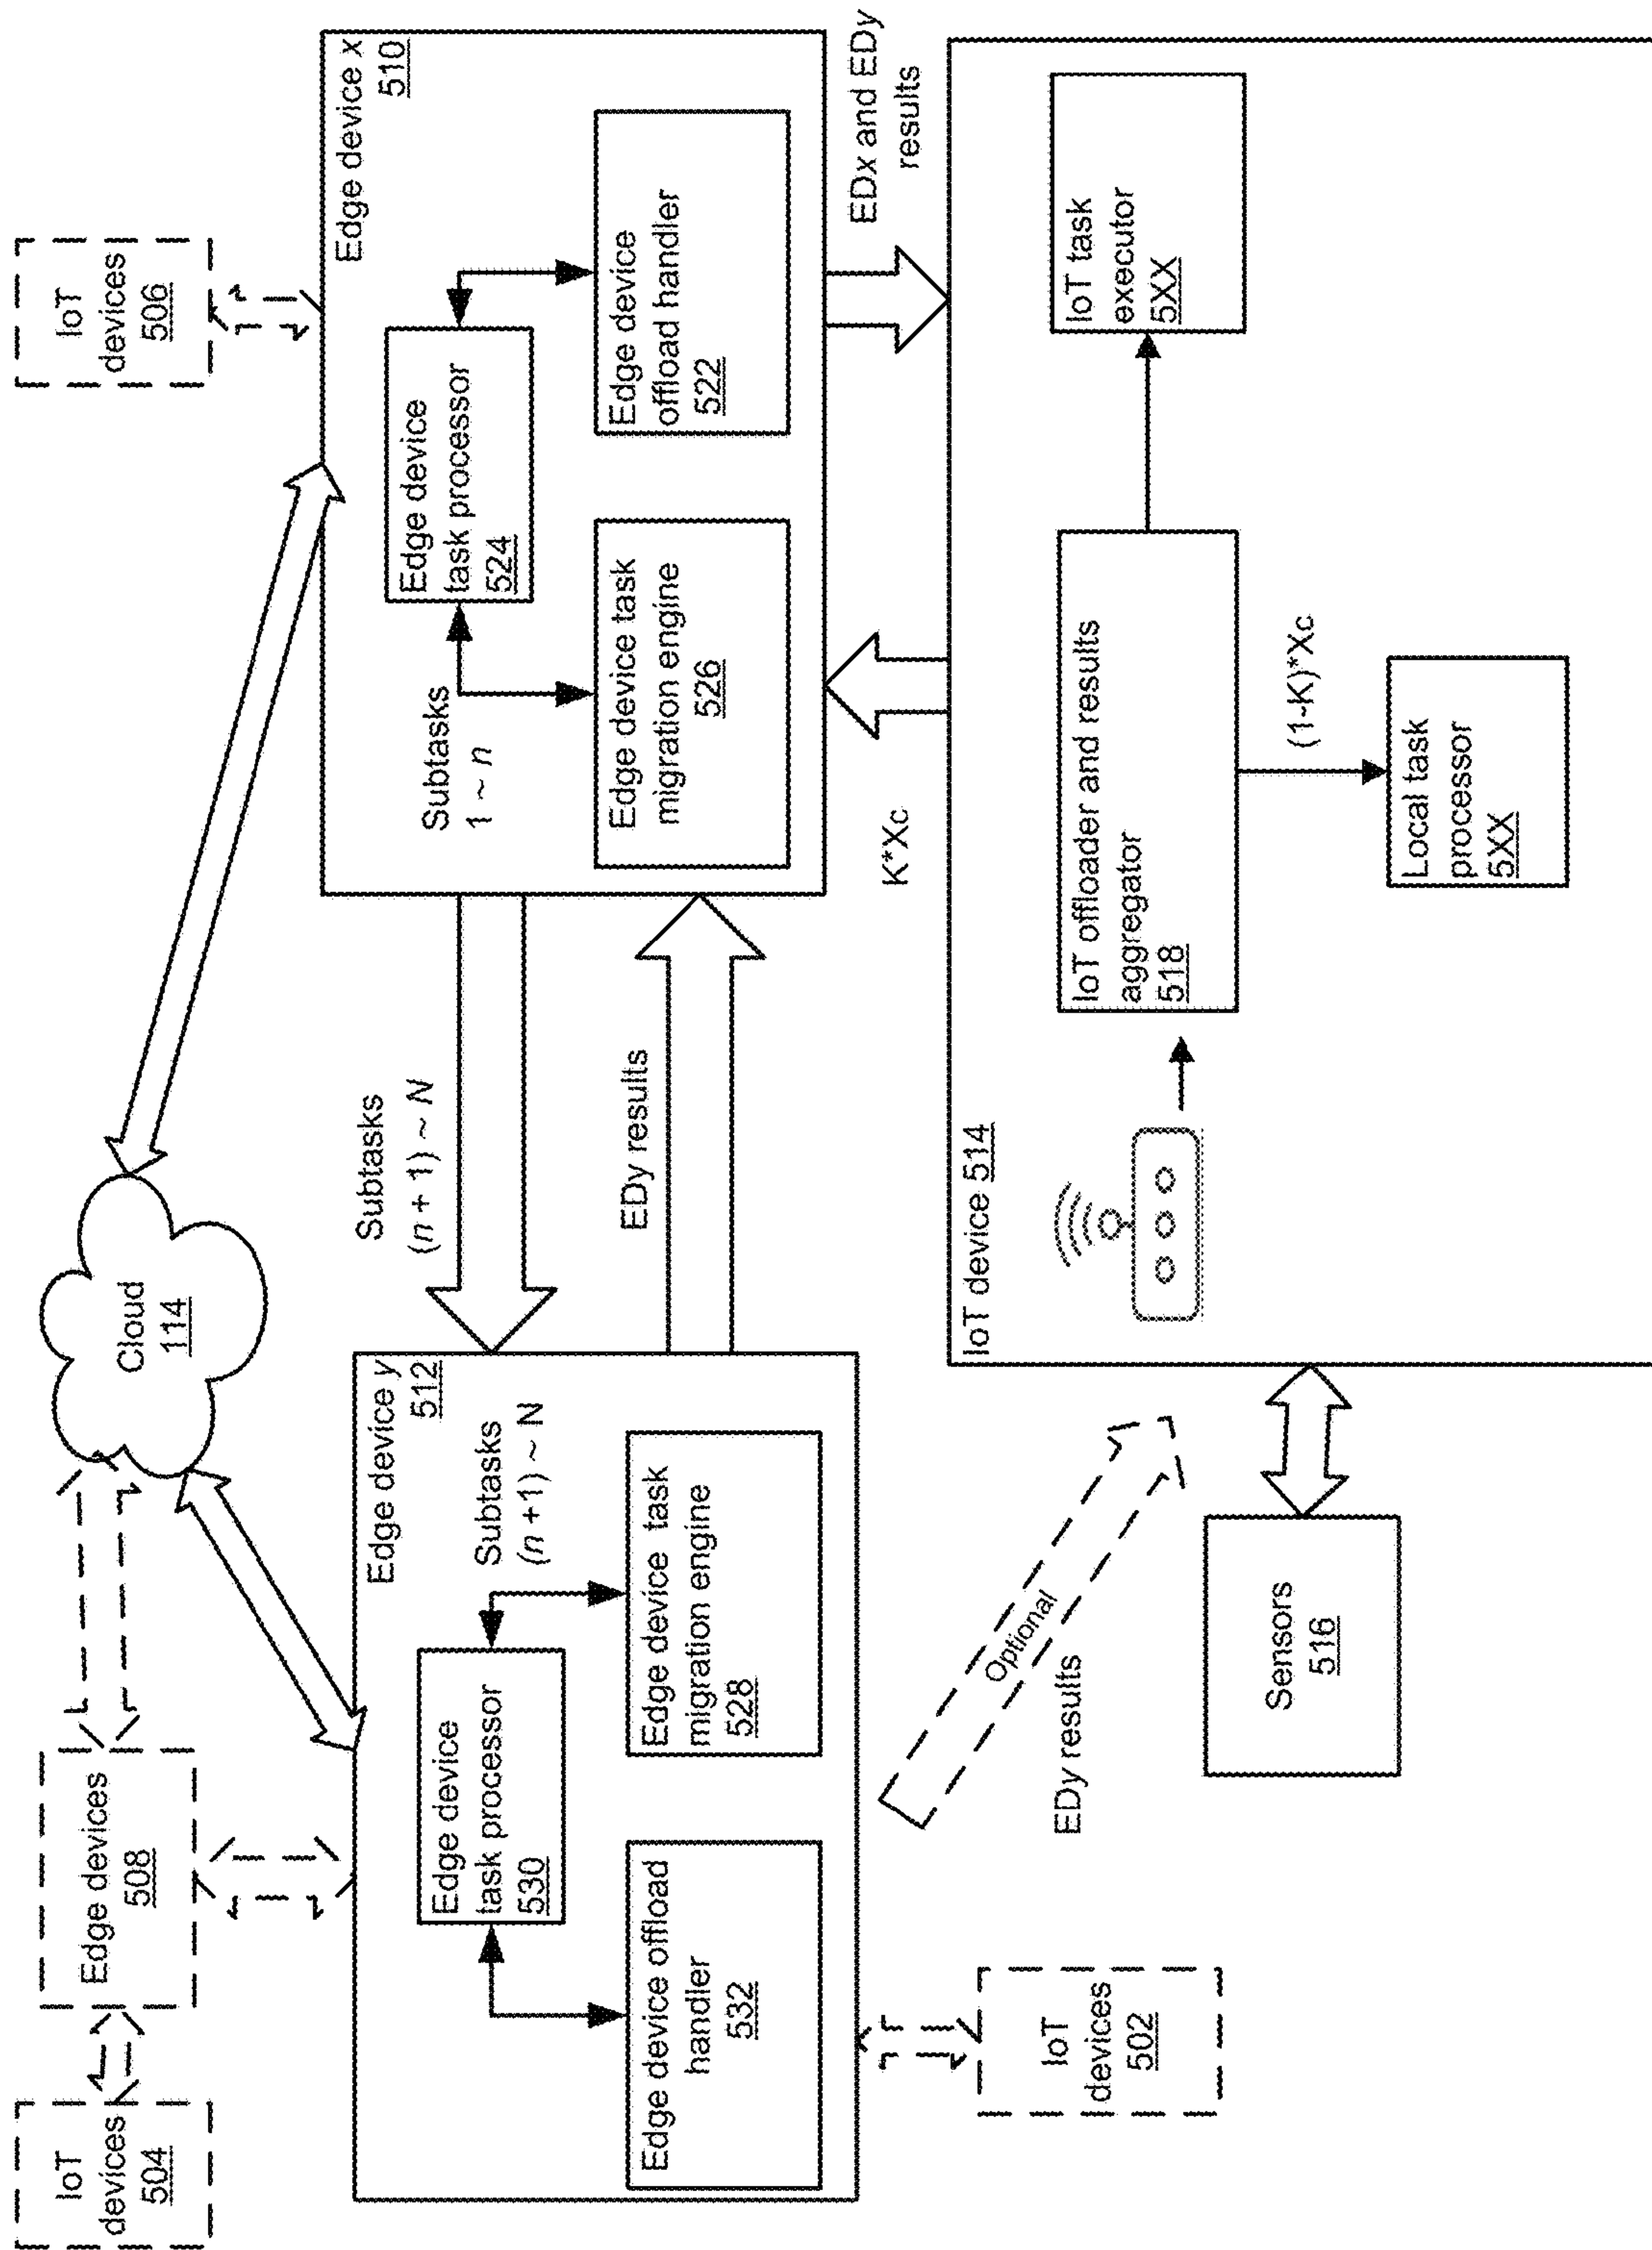 IoT
devices
504
Edge devices
508
Cloud
114
IoT
devices
506
Edge device y
512
Edge device
task processor
530
Subtasks
(n +1) ~ N
Edge device offload
handler
532
Edge device task
migration engine
528
Subtasks
(n + 1) ~ N
EDy results
Edge device x
510
Subtasks
1 ~ n
Edge device
task processor
524
Edge device task
migration engine
526
Edge device
offload handler
522
IoT
devices
502
Optional
EDy results
Sensors
516
K*Xc
EDx and EDy
results
IoT device 514
IoT offloader and results
aggregator
518
IoT task
executor
5XX
(1-K)*Xc
Local task
processor
5XX